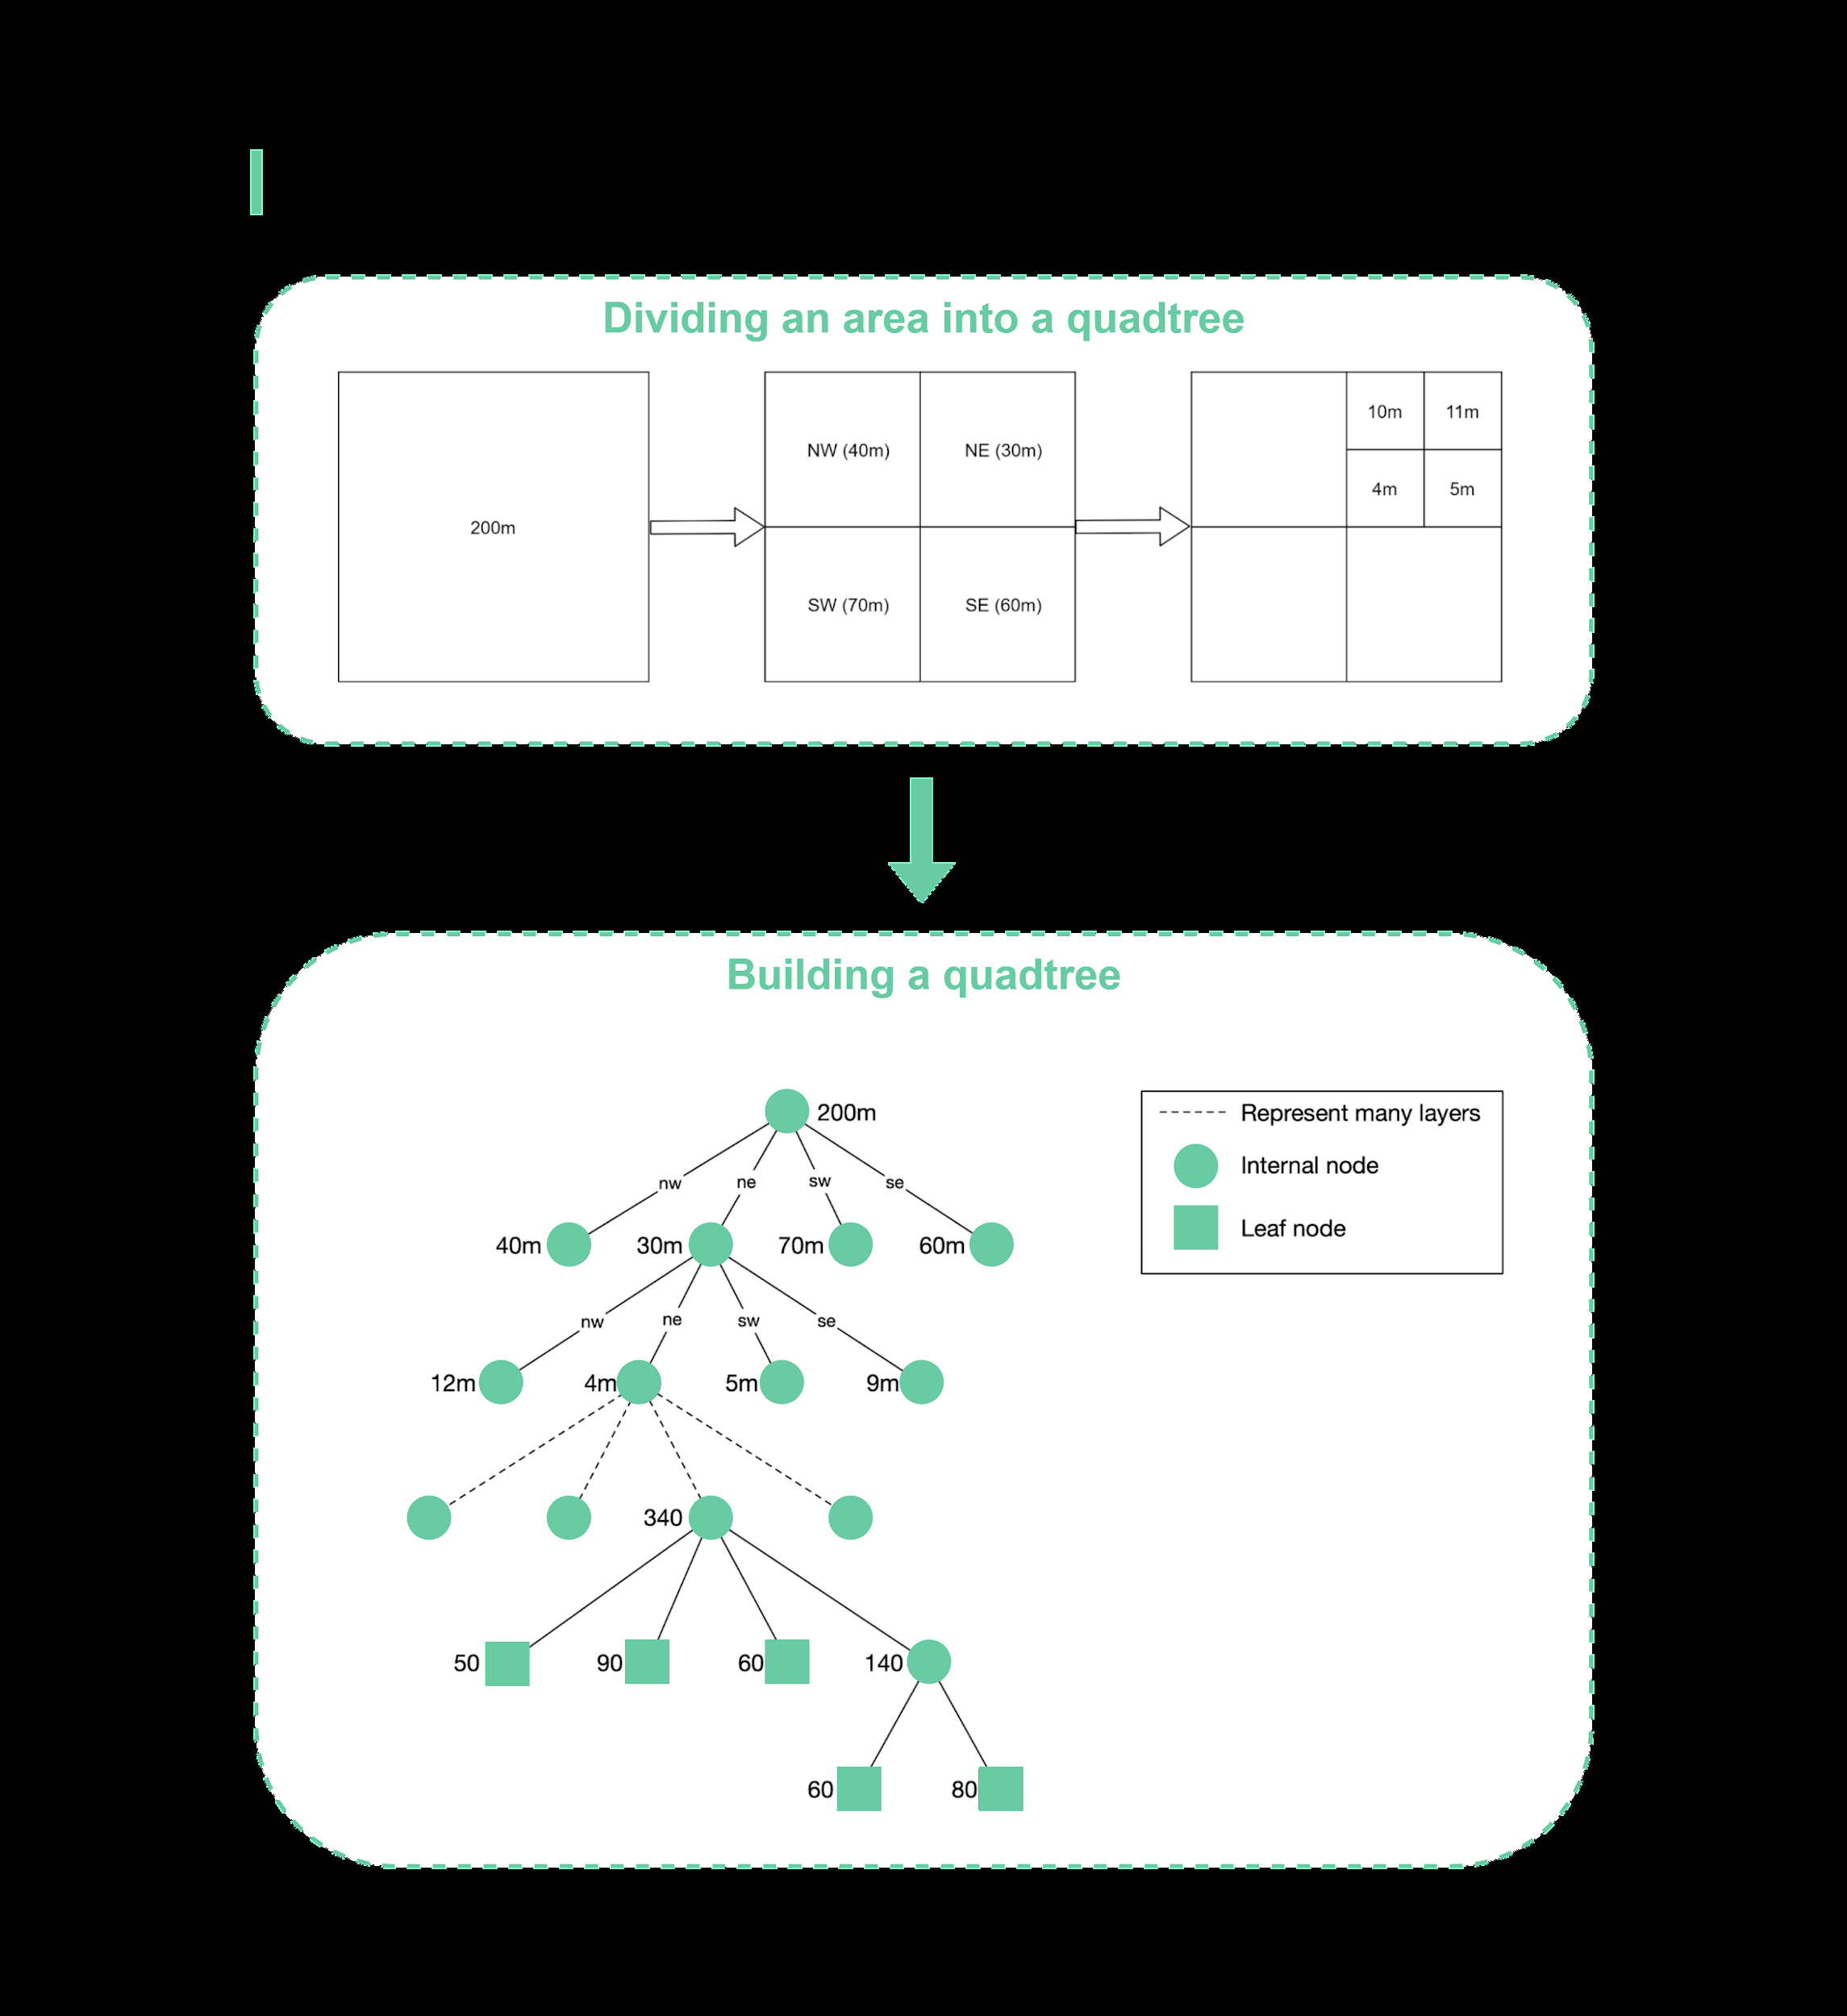 Dividing an area into a quadtree
200m
NW (40m)
NE (30m)
SW (70m)
SE (60m)
10m
11m
4m
5m
Building a quadtree
200m
nw
ne
sw
se
40m
30m
70m
60m
nw
ne
sw
se
12m
4m
5m
9m
340
50
90
60
140
60
80
Represent many layers
Internal node
Leaf node